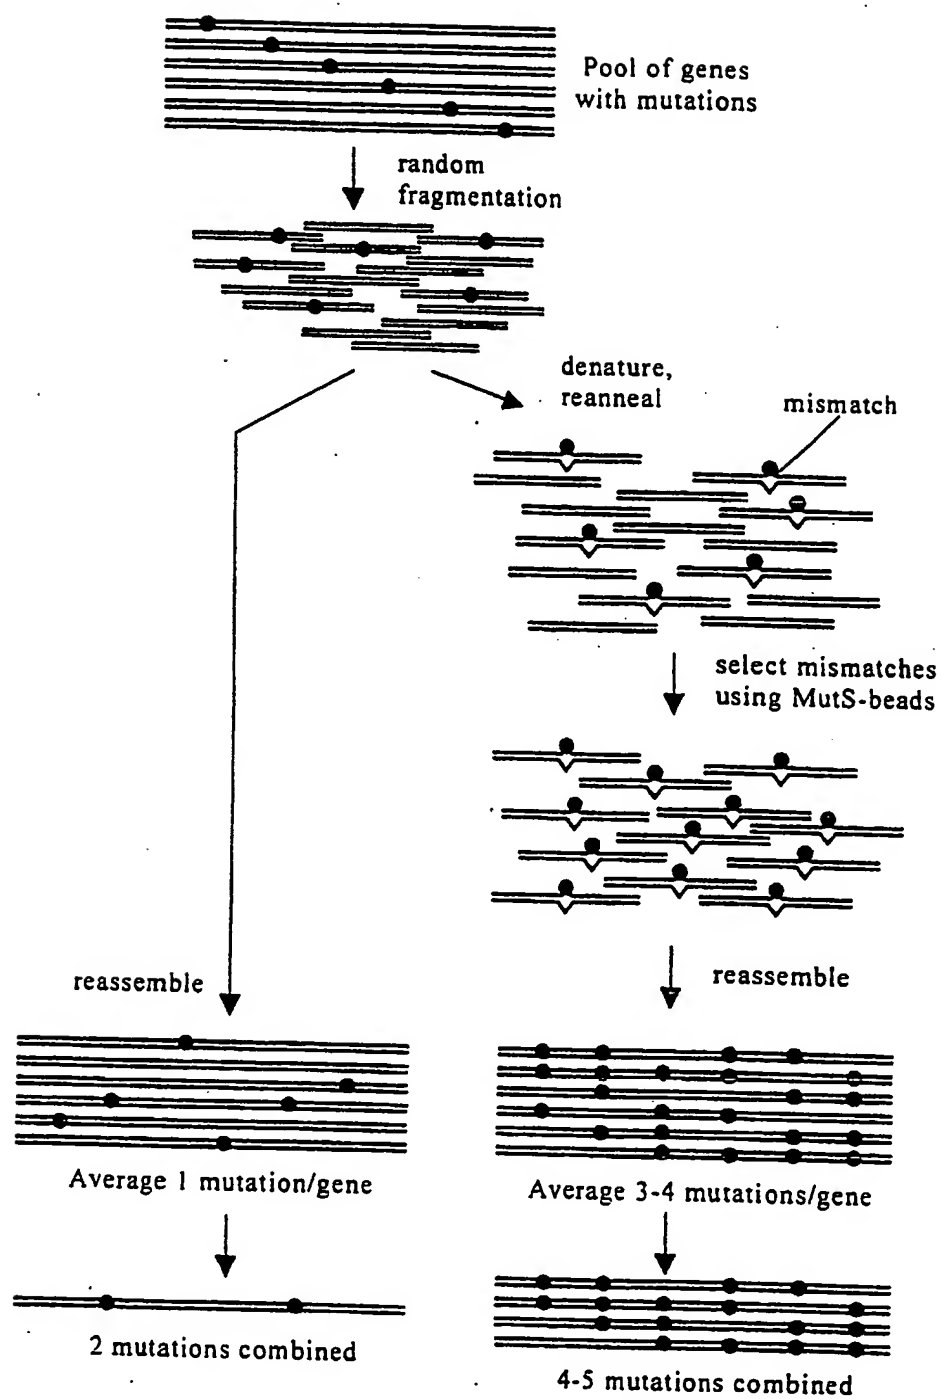 Pool of genes
with mutations
random
fragmentation
denature,
reanneal
mismatch
select mismatches
using MutS-beads
reassemble
reassemble
Average 1 mutation/gene
Average 3-4 mutations/gene
2 mutations combined
4-5 mutations combined